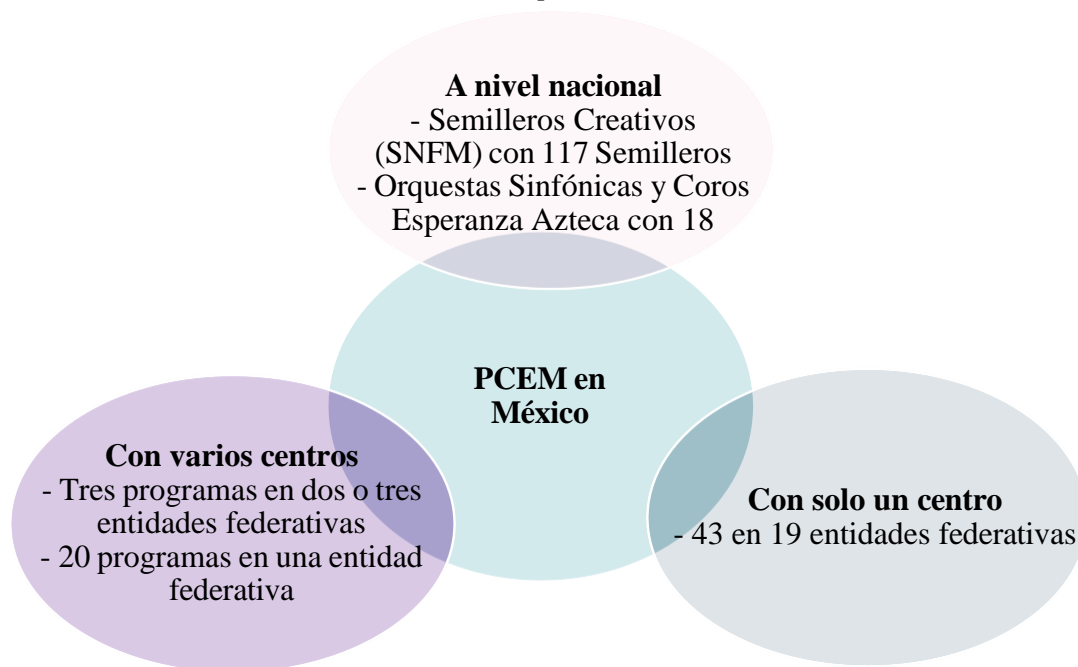 A nivel nacional
- Semilleros Creativos
(SNFM) con 117 Semilleros
- Orquestas Sinfónicas y Coros
Esperanza Azteca con 18
PCEM en
México
Con varios centros
- Tres programas en dos o tres
entidades federativas
- 20 programas en una entidad
federativa
Con solo un centro
- 43 en 19 entidades federativas